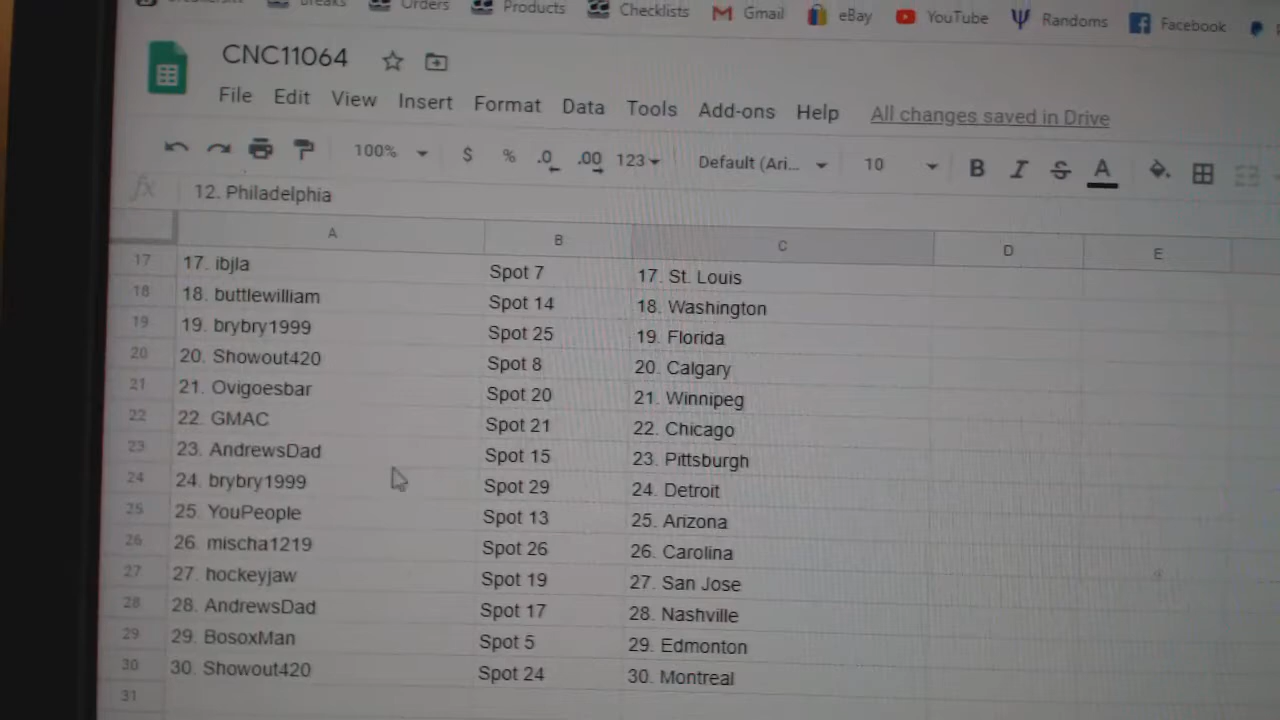 Breaks Orders Products Checklists Gmail eBay YouTube Randoms Facebook
CNC11064
File Edit View Insert Format Data Tools Add-ons Help All changes saved in Drive
100% $ % .0 .00 123 Default (Ari... 10 B I S A
fx 12. Philadelphia
A B C D E
17 17. ibjla Spot 7 17. St. Louis
18 18. buttlewilliam Spot 14 18. Washington
19 19. brybry1999 Spot 25 19. Florida
20 20. Showout420 Spot 8 20. Calgary
21 21. Ovigoesbar Spot 20 21. Winnipeg
22 22. GMAC Spot 21 22. Chicago
23 23. AndrewsDad Spot 15 23. Pittsburgh
24 24. brybry1999 Spot 29 24. Detroit
25 25. YouPeople Spot 13 25. Arizona
26 26. mischa1219 Spot 26 26. Carolina
27 27. hockeyjaw Spot 19 27. San Jose
28 28. AndrewsDad Spot 17 28. Nashville
29 29. BosoxMan Spot 5 29. Edmonton
30 30. Showout420 Spot 24 30. Montreal
31